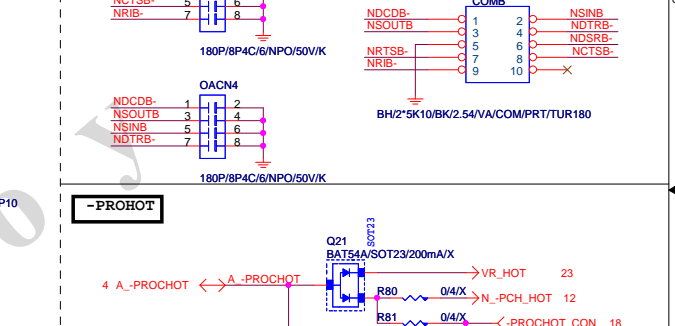 NCTSB- 5 6
NRIB- 7 8
180P/8P4C/6/NPO/50V/K
COMB
NDCDB- 1 2 NSINB
NSOUTB 3 4 NDTRB-
5 6 NDSRB-
NRTSB- 7 8 NCTSB-
NRIB- 9 10
BH/2*5K10/BK/2.54/VA/COM/PRT/TUR180
OACN4
NDCDB- 1 2
NSOUTB 3 4
NSINB 5 6
NDTRB- 7 8
180P/8P4C/6/NPO/50V/K
o y
P10
-PROHOT
Q21
SOT23
BAT54A/SOT23/200mA/X
4 A_-PROCHOT A_-PROCHOT
VR_HOT 23
R80 0/4/X N_-PCH_HOT 12
R81 0/4/X -PROCHOT_CON 18